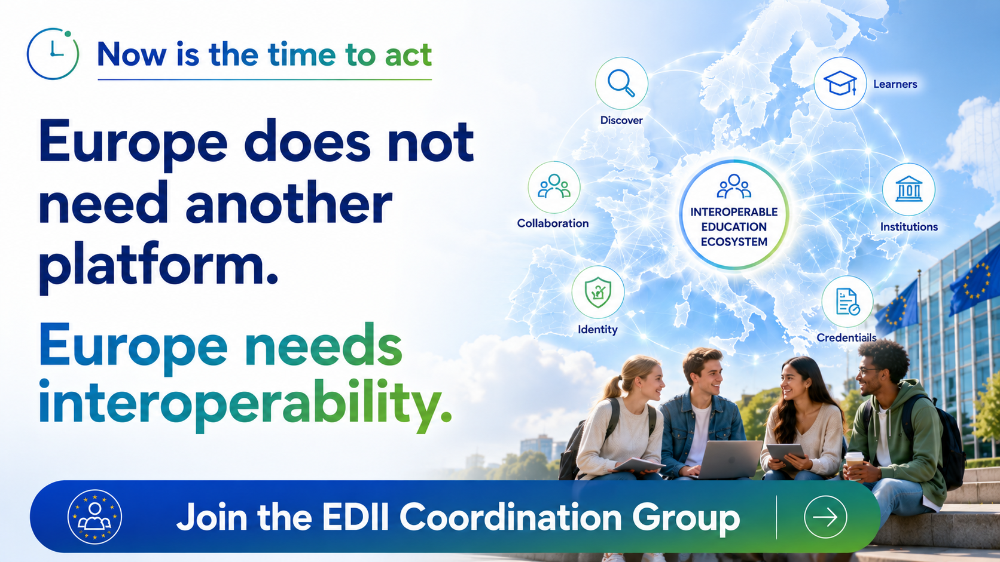 Now is the time to act
Europe does not
need another
platform.
Europe needs
interoperability.
Discover
Learners
Collaboration
INTEROPERABLE
EDUCATION
ECOSYSTEM
Institutions
Identity
Credentiails
Join the EDII Coordination Group